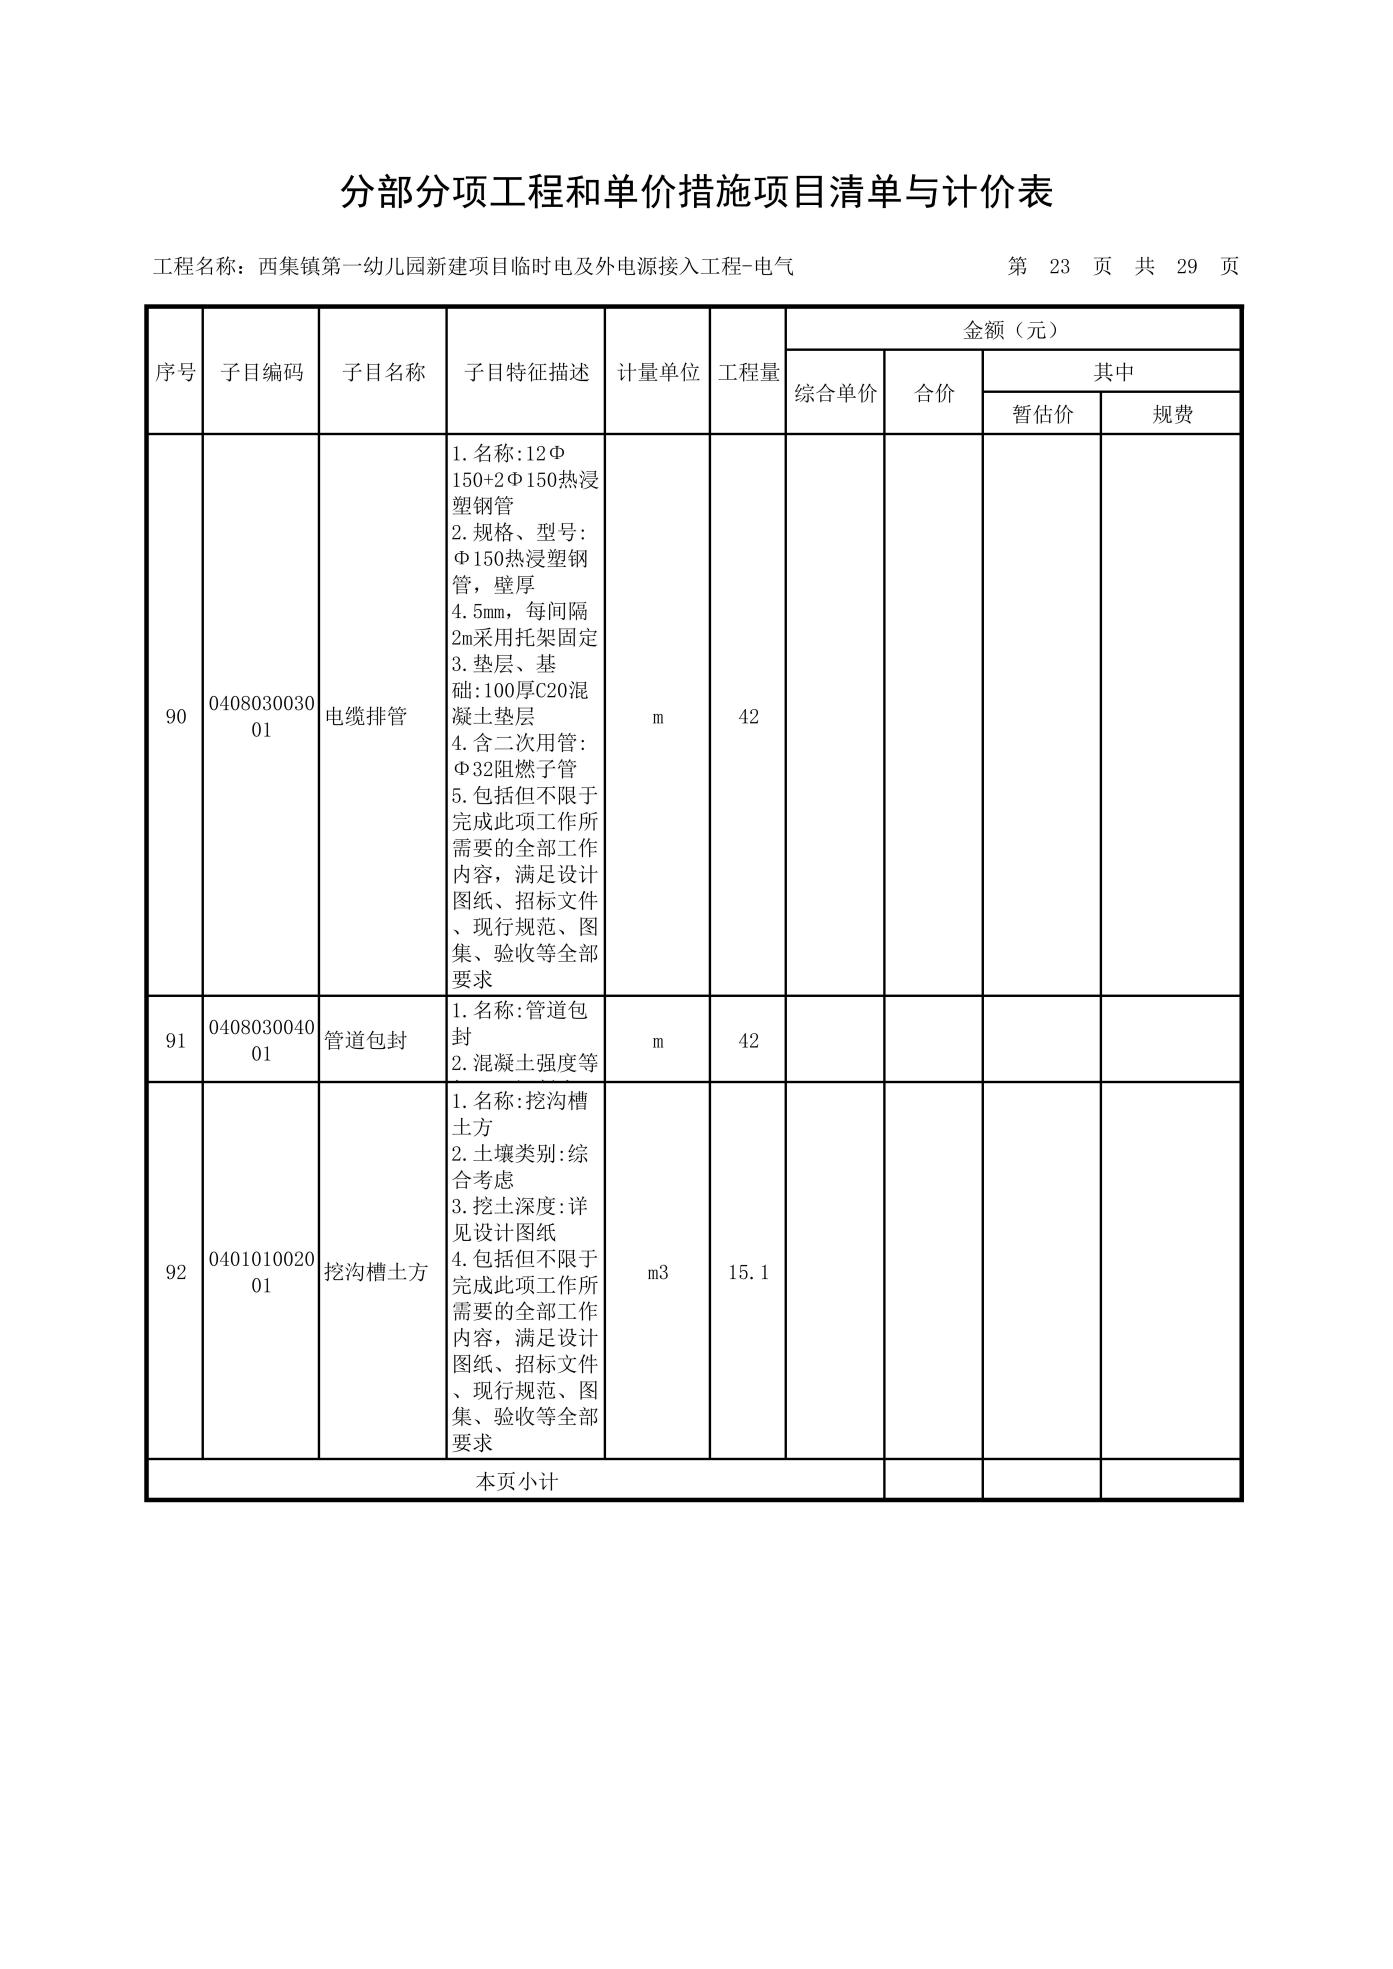 分部分项工程和单价措施项目清单与计价表
工程名称：西集镇第一幼儿园新建项目临时电及外电源接入工程-电气 第 23 页 共 29 页
序号 子目编码 子目名称 子目特征描述 计量单位 工程量 金额（元）
综合单价 合价 其中
暂估价 规费
90 0408030030
01 电缆排管 1.名称:12Φ
150+2Φ150热浸
塑钢管
2.规格、型号:
Φ150热浸塑钢
管，壁厚
4.5mm，每间隔
2m采用托架固定
3.垫层、基
础:100厚C20混
凝土垫层
4.含二次用管:
Φ32阻燃子管
5.包括但不限于
完成此项工作所
需要的全部工作
内容，满足设计
图纸、招标文件
、现行规范、图
集、验收等全部
要求 m 42
91 0408030040
01 管道包封 1.名称:管道包
封
2.混凝土强度等 m 42
92 0401010020
01 挖沟槽土方 1.名称:挖沟槽
土方
2.土壤类别:综
合考虑
3.挖土深度:详
见设计图纸
4.包括但不限于
完成此项工作所
需要的全部工作
内容，满足设计
图纸、招标文件
、现行规范、图
集、验收等全部
要求 m3 15.1
本页小计